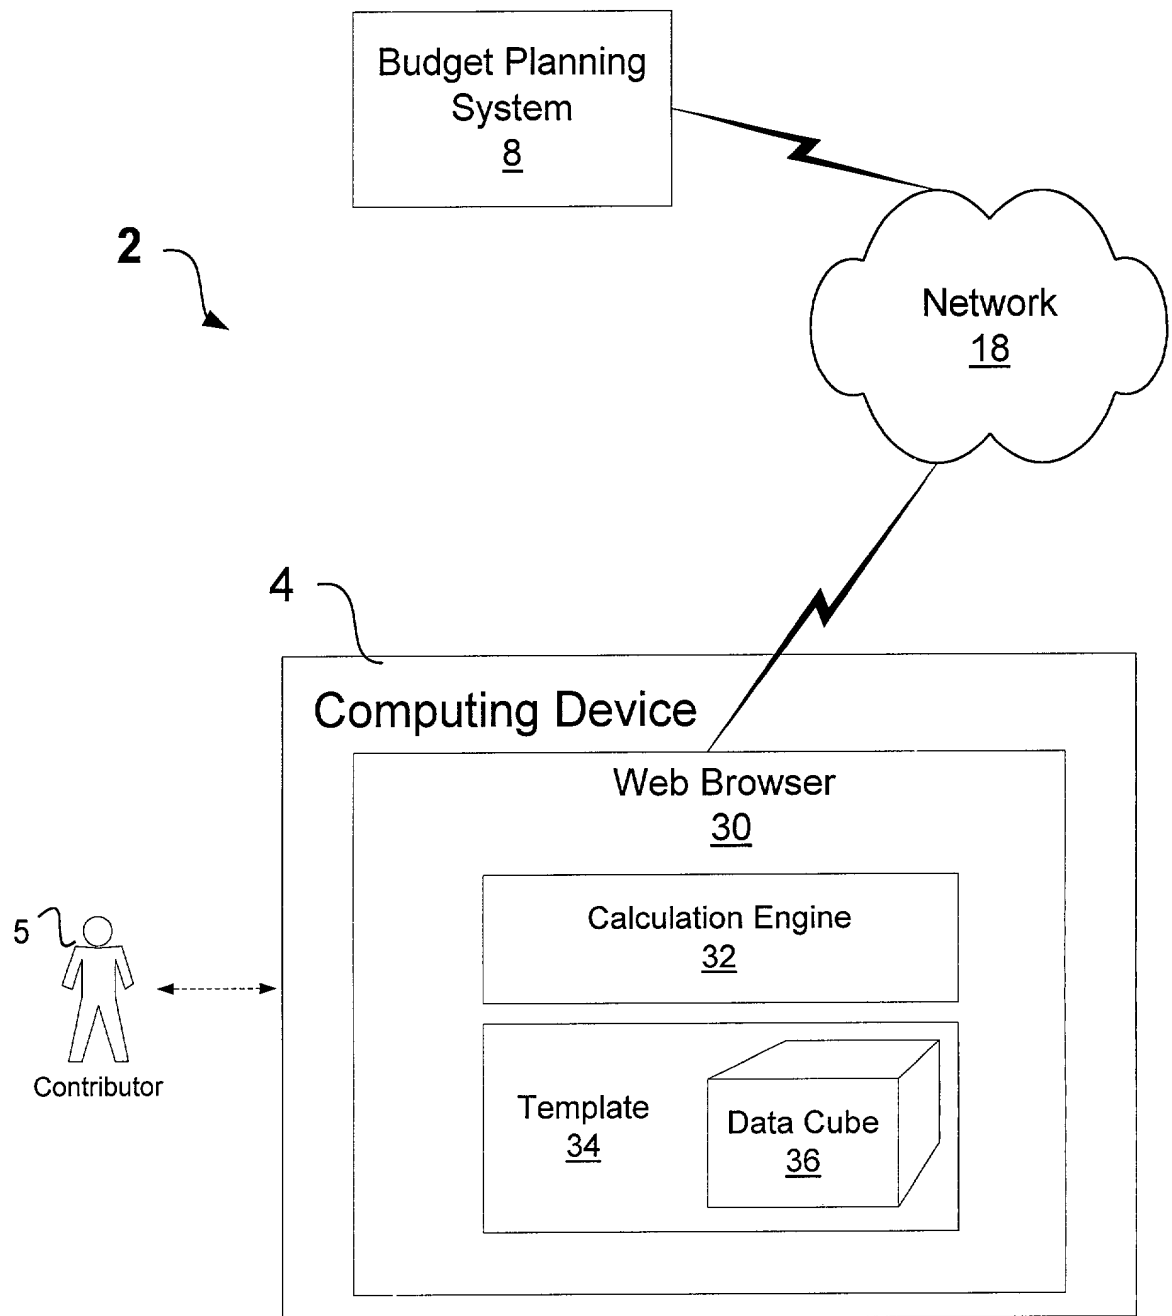 Budget Planning
System
8
2
Network
18
4
Computing Device
Web Browser
30
Calculation Engine
32
5
Contributor
Template
34
Data Cube
36